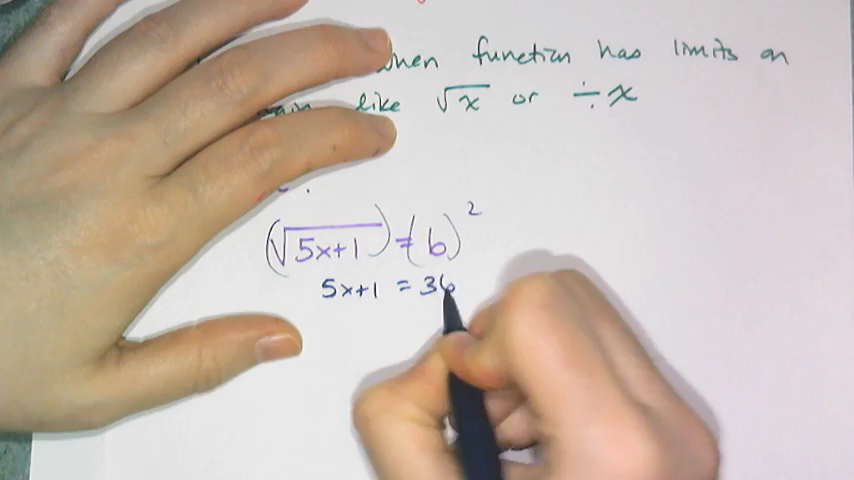 when function has limits on
like √x or ÷x
(√5x+1) = (6)²
5x+1 = 36